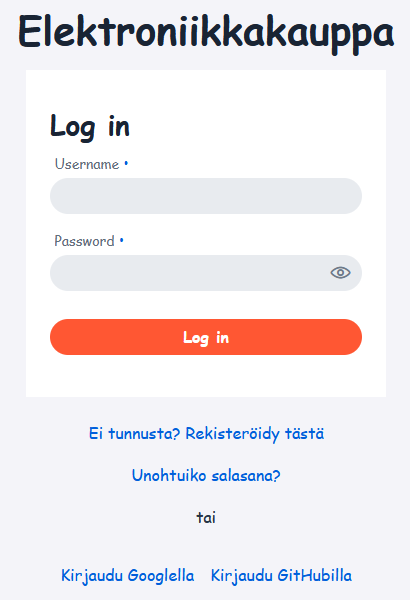 Elektroniikkakauppa
Log in
Username •
Password •
Log in
Ei tunnusta? Rekisteröidy tästä
Unohtuiko salasana?
tai
Kirjaudu Googlella Kirjaudu GitHubilla